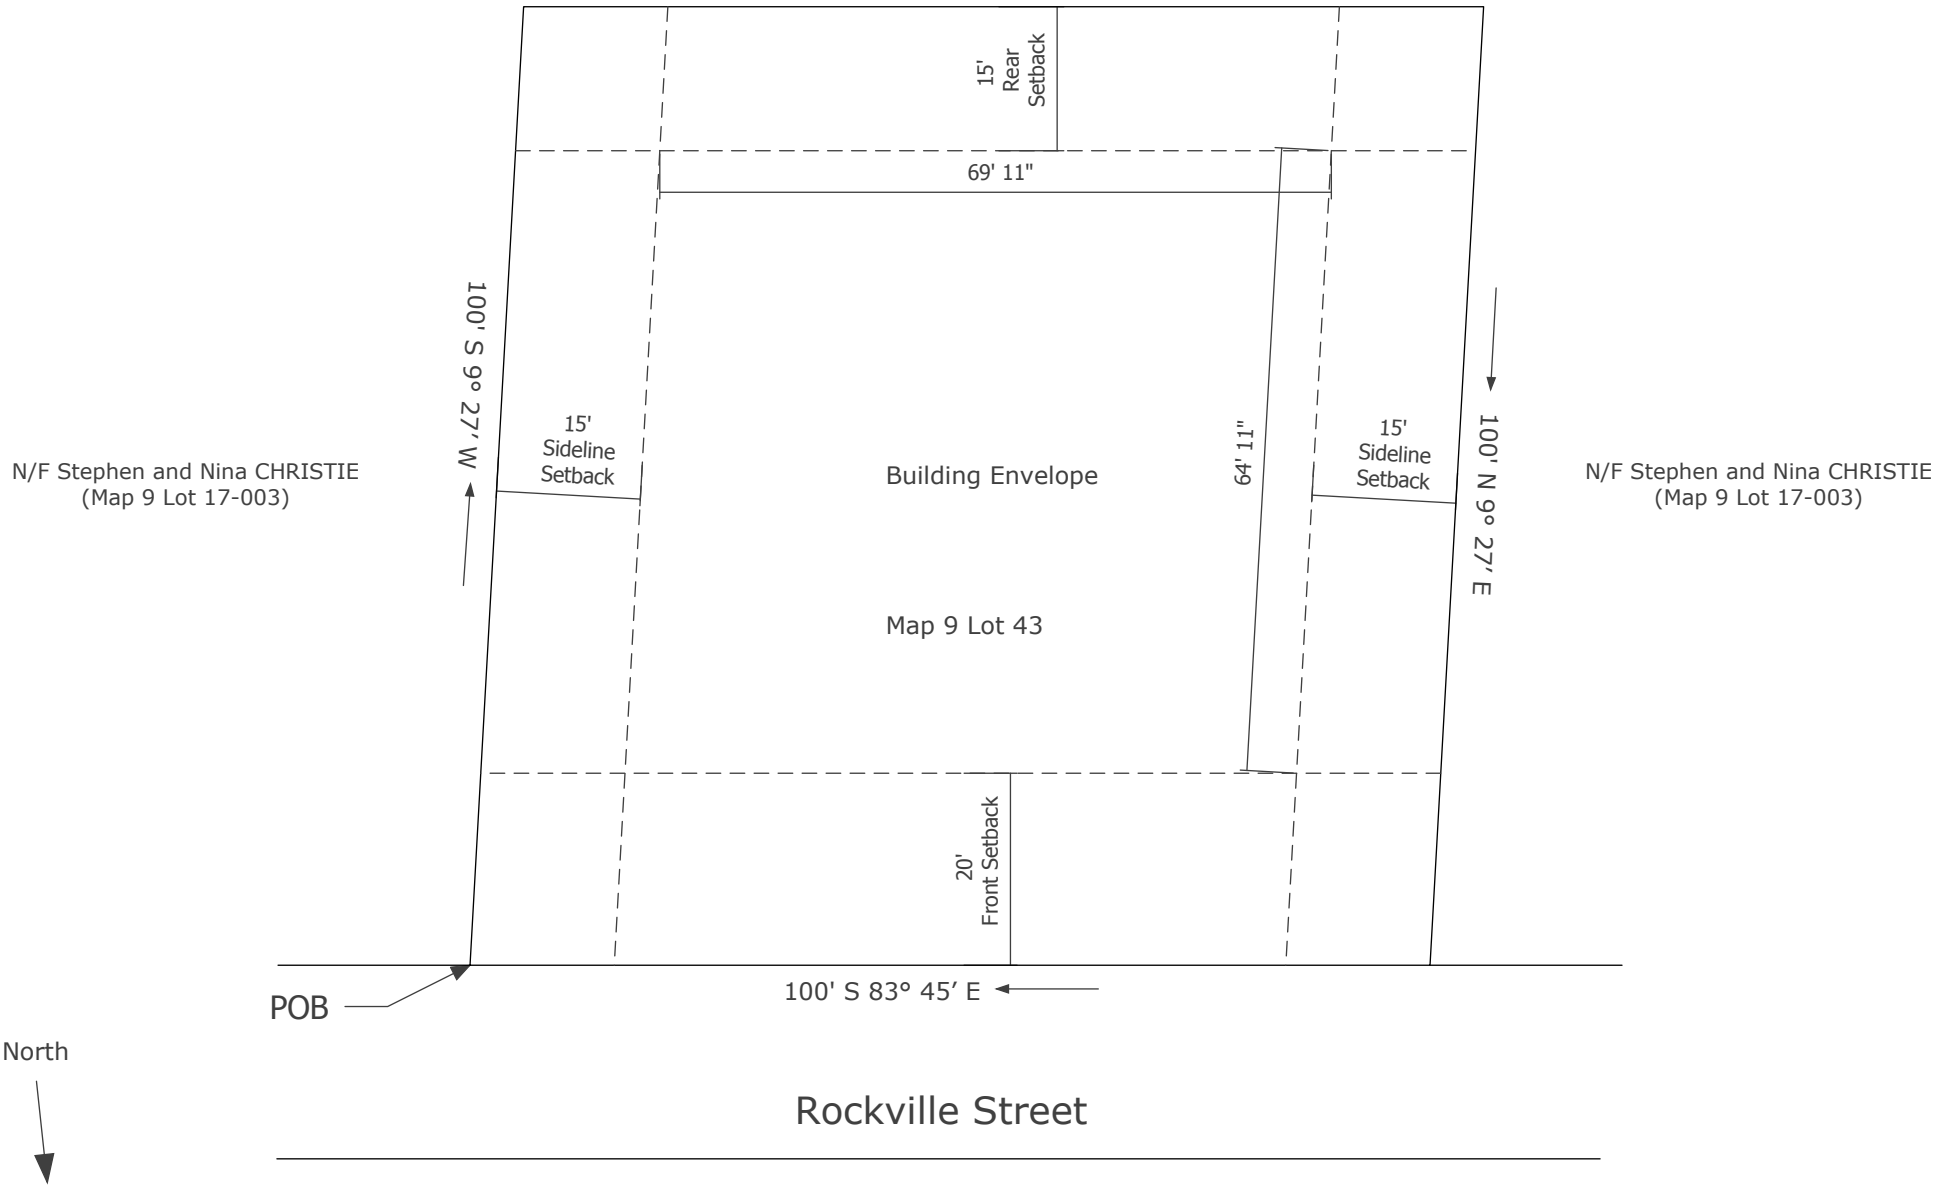 15'
Rear
Setback
69' 11"
100' S 9° 27′ W
100' N 9° 27′ E
15'
Sideline
Setback
64' 11"
15'
Sideline
Setback
N/F Stephen and Nina CHRISTIE
(Map 9 Lot 17-003)
Building Envelope
N/F Stephen and Nina CHRISTIE
(Map 9 Lot 17-003)
Map 9 Lot 43
20'
Front Setback
100' S 83° 45′ E
POB
North
Rockville Street